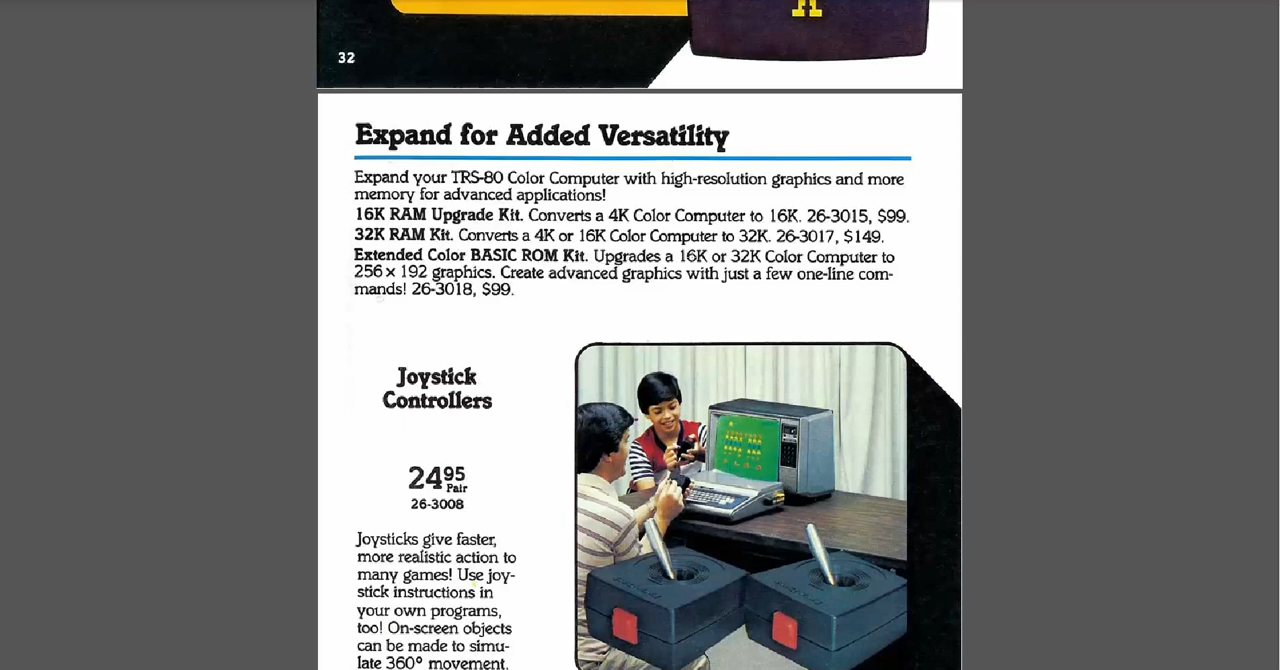 32
Expand for Added Versatility
Expand your TRS-80 Color Computer with high-resolution graphics and more
memory for advanced applications!
16K RAM Upgrade Kit. Converts a 4K Color Computer to 16K. 26-3015, $99.
32K RAM Kit. Converts a 4K or 16K Color Computer to 32K. 26-3017, $149.
Extended Color BASIC ROM Kit. Upgrades a 16K or 32K Color Computer to
256 x 192 graphics. Create advanced graphics with just a few one-line com-
mands! 26-3018, $99.
Joystick
Controllers
24 95
Pair
26-3008
Joysticks give faster,
more realistic action to
many games! Use joy-
stick instructions in
your own programs,
too! On-screen objects
can be made to simu-
late 360° movement.